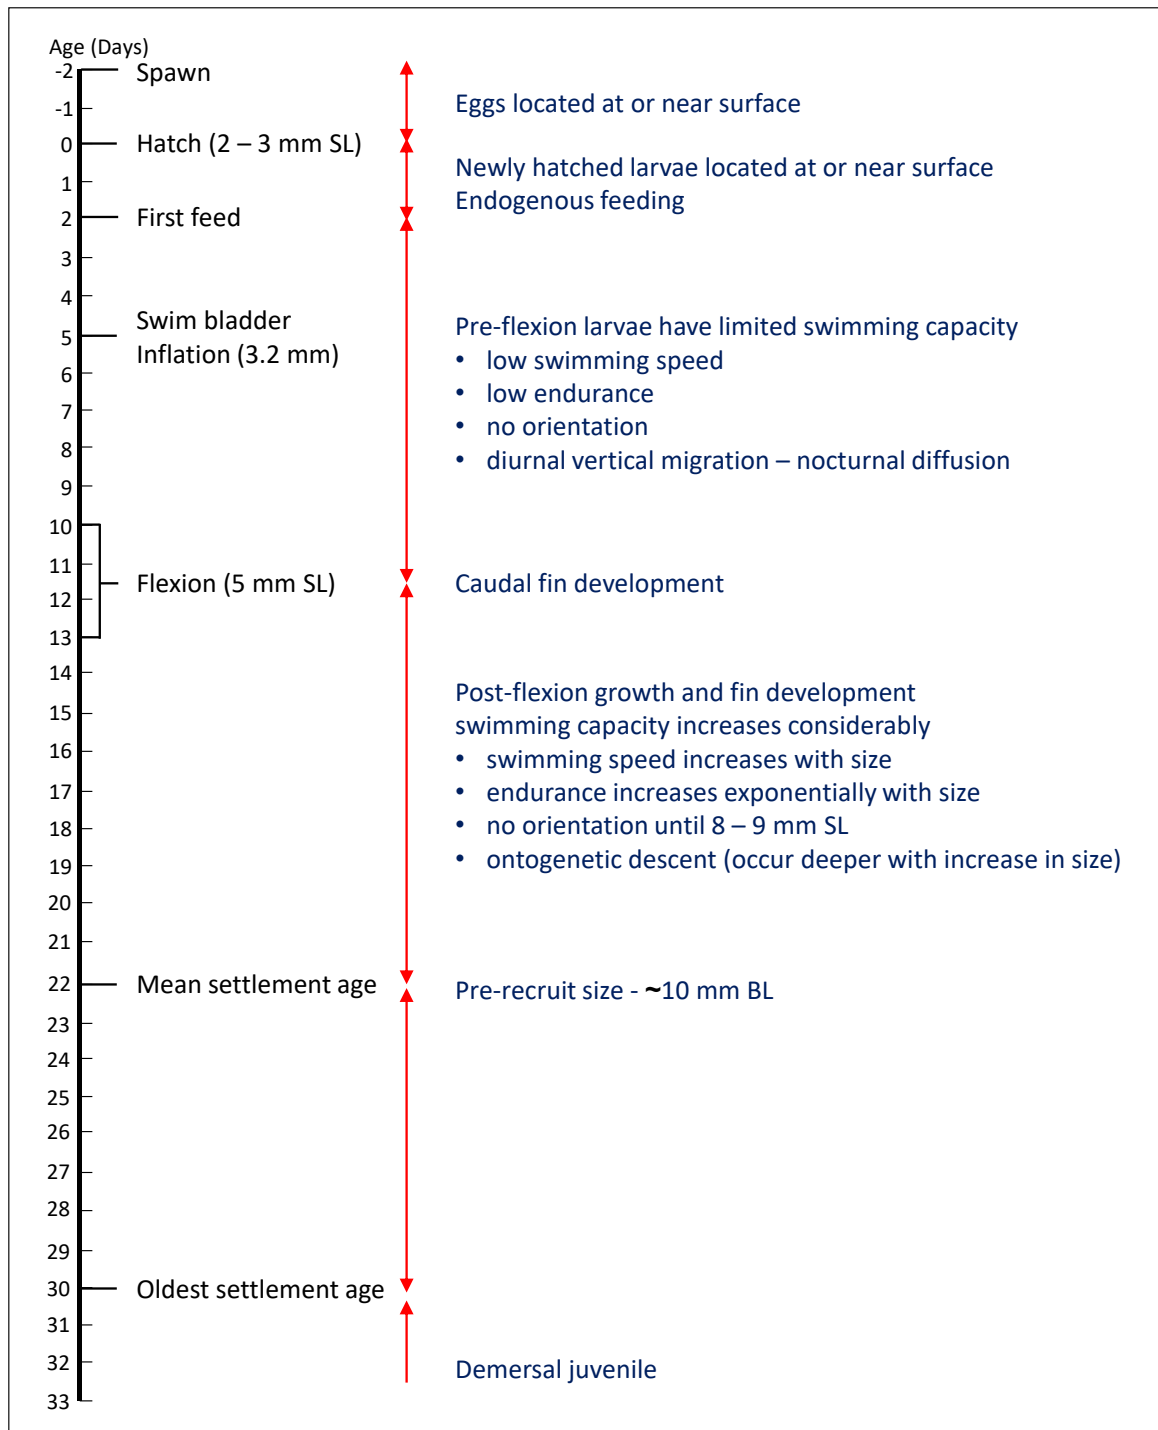 Age (Days)
-2
Spawn
-1
Eggs located at or near surface
0
Hatch (2 – 3 mm SL)
Newly hatched larvae located at or near surface
1
Endogenous feeding
2
First feed
3
4
Swim bladder
Pre-flexion larvae have limited swimming capacity
5
Inflation (3.2 mm)
• low swimming speed
6
• low endurance
7
• no orientation
8
• diurnal vertical migration – nocturnal diffusion
9
10
11
Flexion (5 mm SL)
Caudal fin development
12
13
14
Post-flexion growth and fin development
15
swimming capacity increases considerably
16
• swimming speed increases with size
17
• endurance increases exponentially with size
18
• no orientation until 8 – 9 mm SL
19
• ontogenetic descent (occur deeper with increase in size)
20
21
22
Mean settlement age
Pre-recruit size - ~10 mm BL
23
24
25
26
27
28
29
30
Oldest settlement age
31
32
Demersal juvenile
33